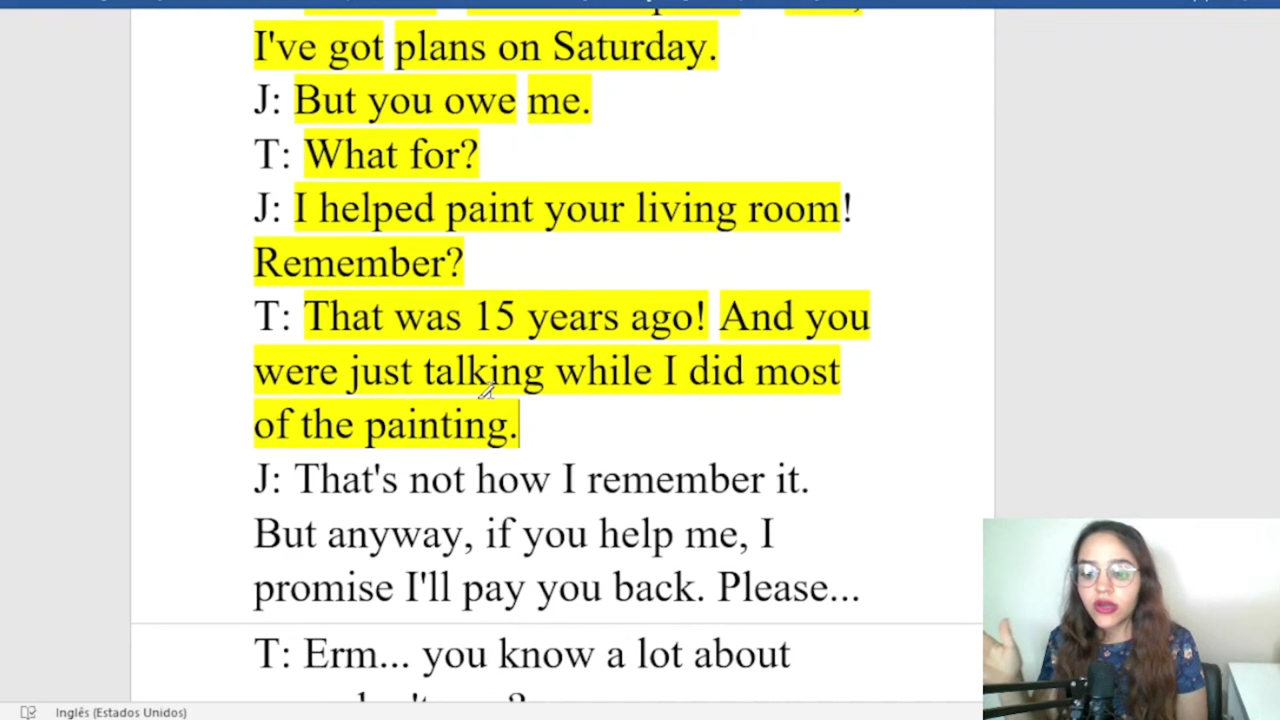 I've got plans on Saturday.
J: But you owe me.
T: What for?
J: I helped paint your living room!
Remember?
T: That was 15 years ago! And you
were just talking while I did most
of the painting.
J: That's not how I remember it.
But anyway, if you help me, I
promise I'll pay you back. Please...
T: Erm... you know a lot about
Inglês (Estados Unidos)